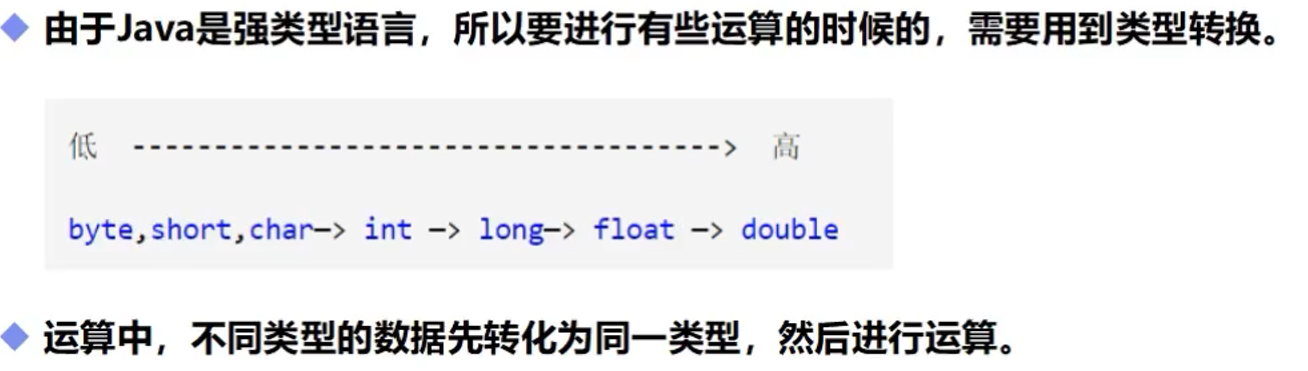 ◆ 由于Java是强类型语言，所以要进行有些运算的时候的，需要用到类型转换。
低 ------------------------------------> 高
byte,short,char—> int —> long—> float —> double
◆ 运算中，不同类型的数据先转化为同一类型，然后进行运算。